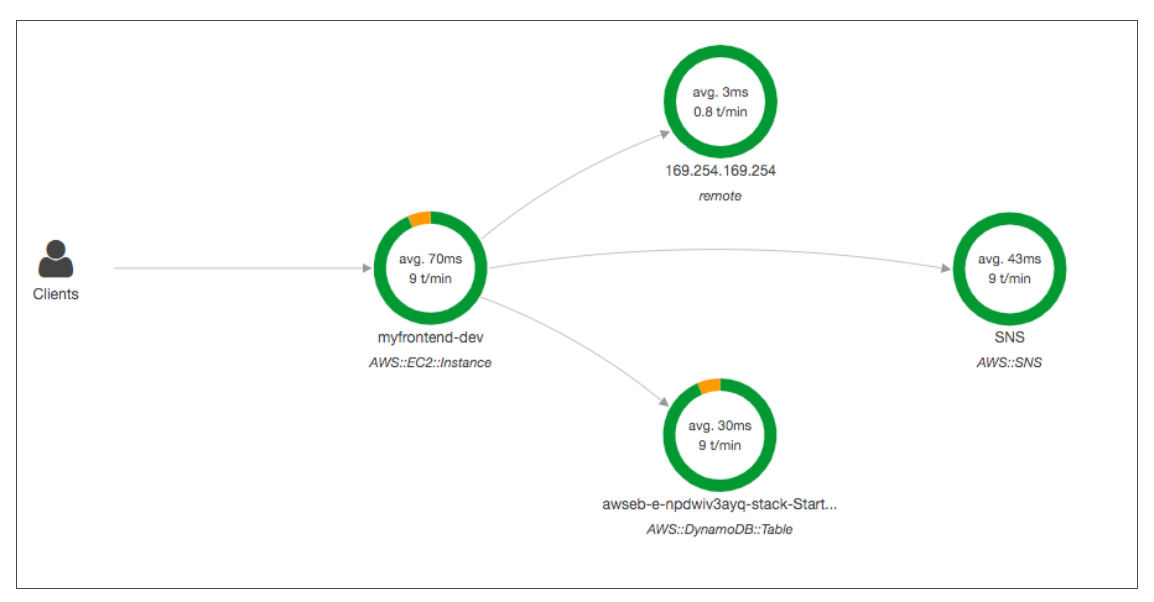 avg. 3ms
0.8 t/min
169.254.169.254
remote
Clients
avg. 70ms
9 t/min
myfrontend-dev
AWS::EC2::Instance
avg. 43ms
9 t/min
SNS
AWS::SNS
avg. 30ms
9 t/min
awseb-e-npdwiv3ayq-stack-Start...
AWS::DynamoDB::Table